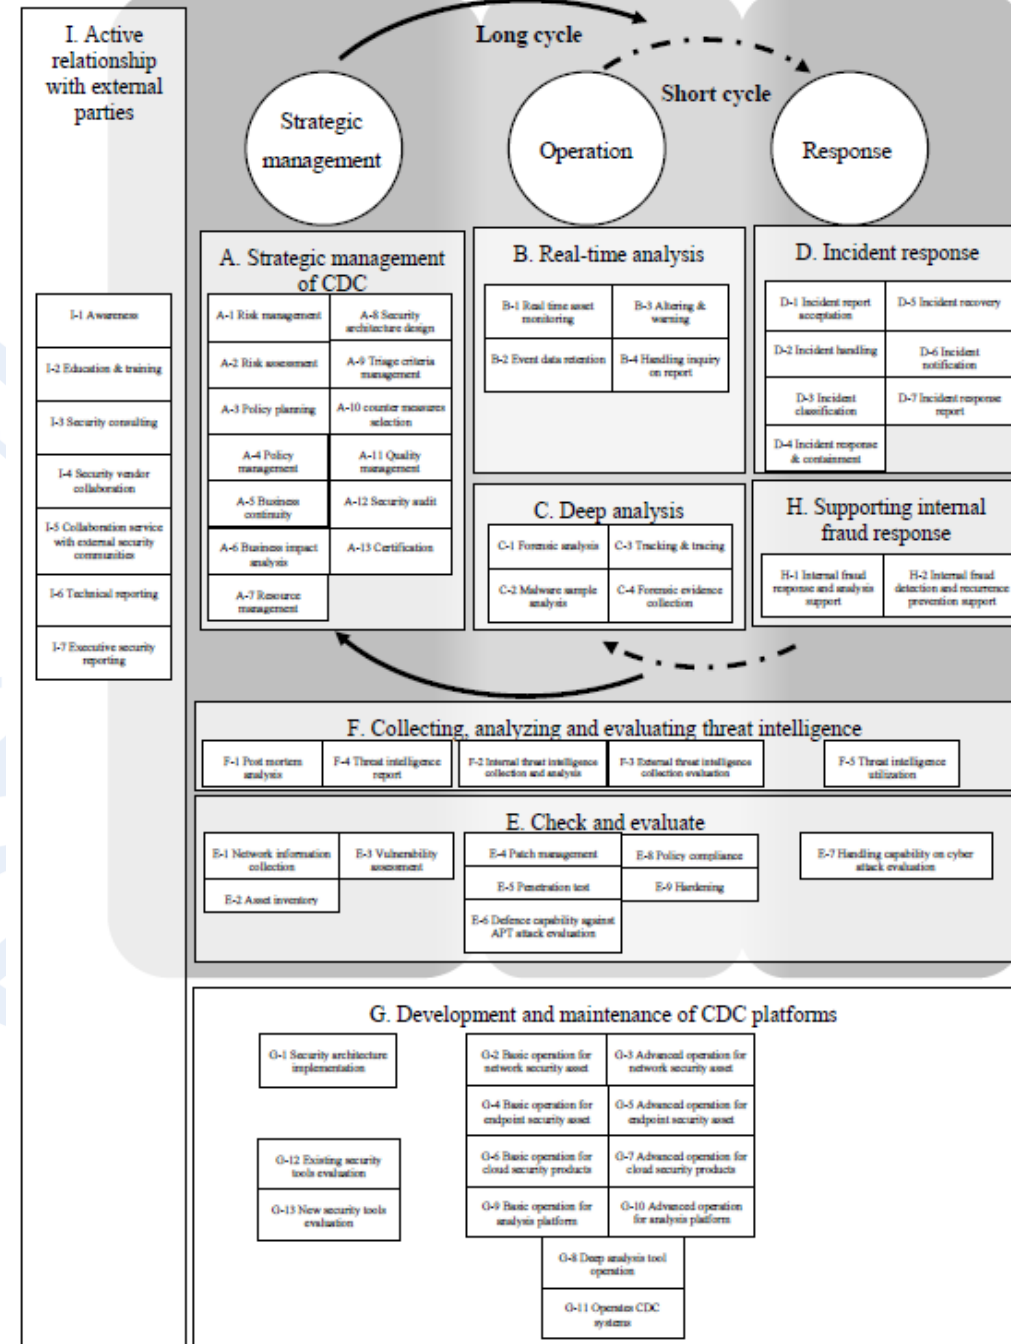 I. Active
relationship
with external
parties
I-1 Awareness
I-2 Education & training
I-3 Security consulting
I-4 Security vendor
collaboration
I-5 Collaboration service
with external security
communities
I-6 Technical reporting
I-7 Executive security
reporting
Long cycle
Short cycle
Strategic
management
Operation
Response
A. Strategic management
of CDC
A-1 Risk management
A-2 Risk assessment
A-3 Policy planning
A-4 Policy
management
A-5 Business
continuity
A-6 Business impact
analysis
A-7 Resource
management
A-8 Security
architecture design
A-9 Triage criteria
management
A-10 counter measures
selection
A-11 Quality
management
A-12 Security audit
A-13 Certification
B. Real-time analysis
B-1 Real time asset
monitoring
B-2 Event data retention
B-3 Altering &
warning
B-4 Handling inquiry
on report
C. Deep analysis
C-1 Forensic analysis
C-2 Malware sample
analysis
C-3 Tracking & tracing
C-4 Forensic evidence
collection
D. Incident response
D-1 Incident report
acceptation
D-2 Incident handling
D-3 Incident
classification
D-4 Incident response
& containment
D-5 Incident recovery
D-6 Incident
notification
D-7 Incident response
report
H. Supporting internal
fraud response
H-1 Internal fraud
response and analysis
support
H-2 Internal fraud
detection and recurrence
prevention support
F. Collecting, analyzing and evaluating threat intelligence
F-1 Post mortem
analysis
F-4 Threat intelligence
report
F-2 Internal threat intelligence
collection and analysis
F-3 External threat intelligence
collection evaluation
F-5 Threat intelligence
utilization
E. Check and evaluate
E-1 Network information
collection
E-2 Asset inventory
E-3 Vulnerability
assessment
E-4 Patch management
E-5 Penetration test
E-6 Defence capability against
APT attack evaluation
E-8 Policy compliance
E-9 Hardening
E-7 Handling capability on cyber
attack evaluation
G. Development and maintenance of CDC platforms
G-1 Security architecture
implementation
G-12 Existing security
tools evaluation
G-13 New security tools
evaluation
G-2 Basic operation for
network security asset
G-3 Advanced operation for
network security asset
G-4 Basic operation for
endpoint security asset
G-5 Advanced operation for
endpoint security asset
G-6 Basic operation for
cloud security products
G-7 Advanced operation for
cloud security products
G-9 Basic operation for
analysis platform
G-10 Advanced operation
for analysis platform
G-8 Deep analysis tool
operation
G-11 Operates CDC
systems